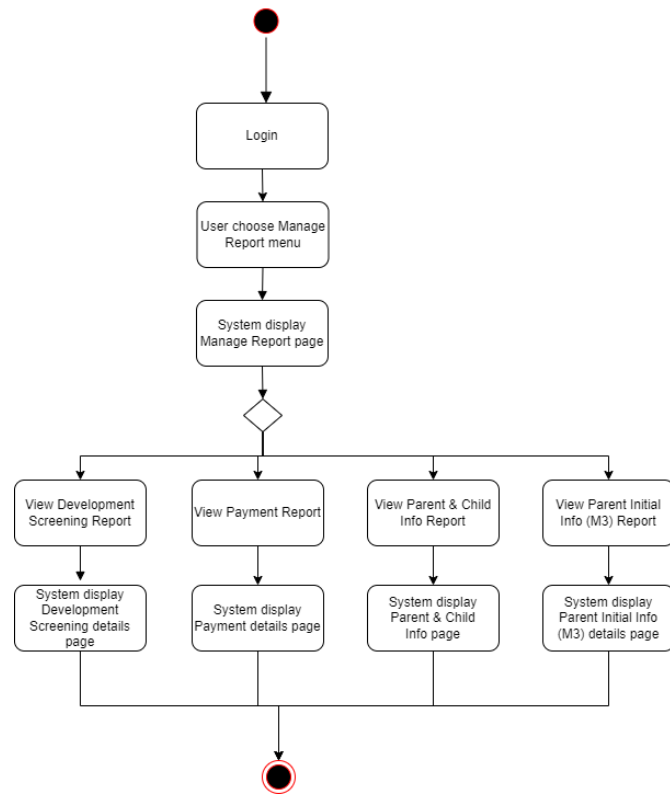 Login
User choose Manage
Report menu
System display
Manage Report page
View Development
Screening Report
View Payment Report
View Parent & Child
Info Report
View Parent Initial
Info (M3) Report
System display
Development
Screening details
page
System display
Payment details page
System display
Parent & Child
Info page
System display
Parent Initial Info
(M3) details page